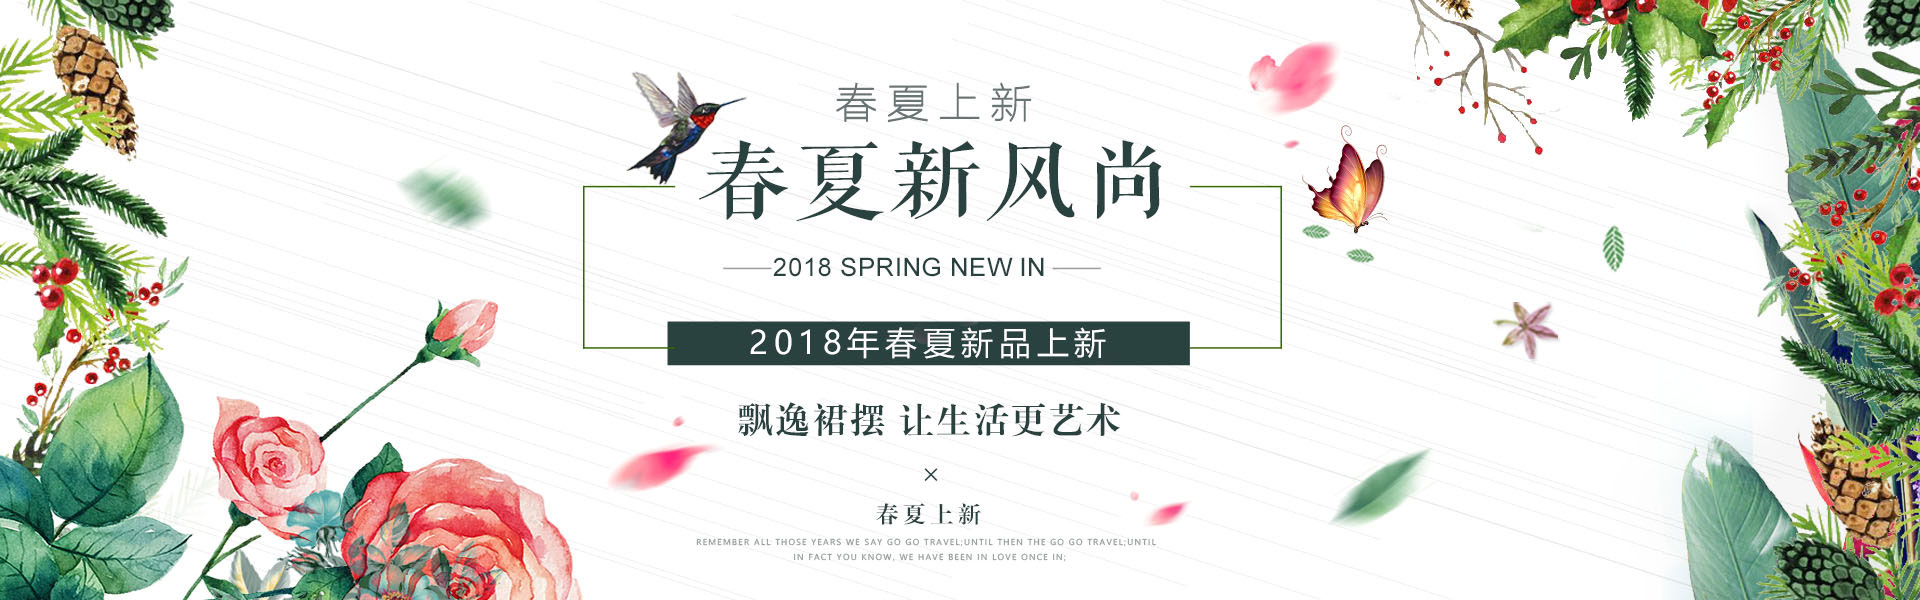 春夏上新
春夏新风尚
2018 SPRING NEW IN
2018年春夏新品上新
飘逸裙摆 让生活更艺术
×
春夏上新
REMEMBER ALL THOSE YEARS WE SAY GO GO TRAVEL;UNTIL THEN THE GO GO TRAVEL;UNTIL
IN FACT YOU KNOW, WE HAVE BEEN IN LOVE ONCE IN;